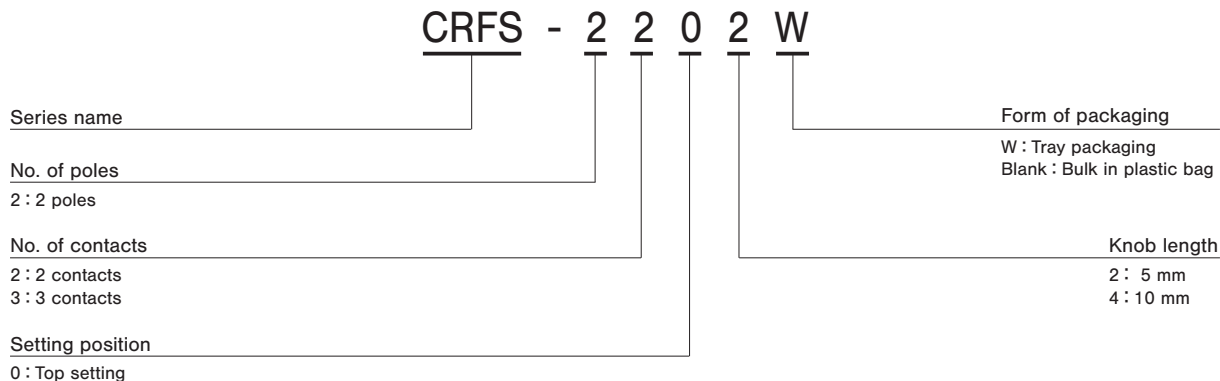 CRFS - 2 2 0 2 W
Series name
No. of poles
2 : 2 poles
No. of contacts
2 : 2 contacts
3 : 3 contacts
Setting position
0 : Top setting
Form of packaging
W : Tray packaging
Blank : Bulk in plastic bag
Knob length
2 : 5 mm
4 : 10 mm